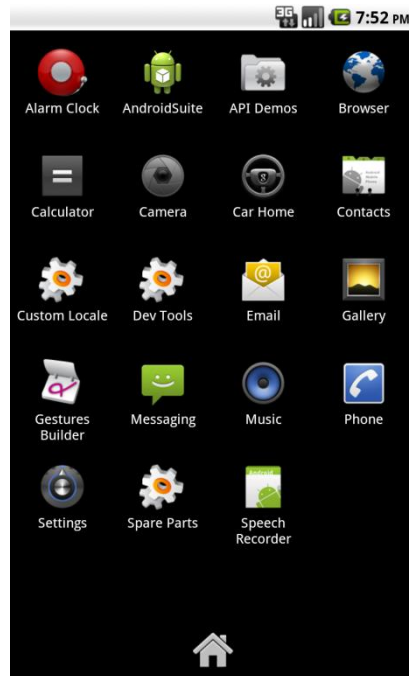 3G 7:52 PM
Alarm Clock AndroidSuite API Demos Browser
Calculator Camera Car Home Contacts
Custom Locale Dev Tools Email Gallery
Gestures Builder Messaging Music Phone
Settings Spare Parts Speech Recorder